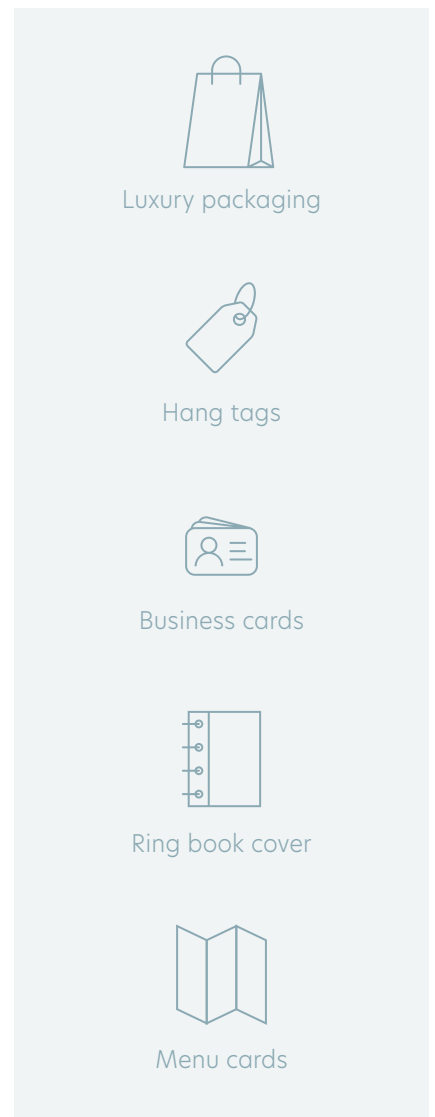 Luxury packaging
Hang tags
Business cards
Ring book cover
Menu cards